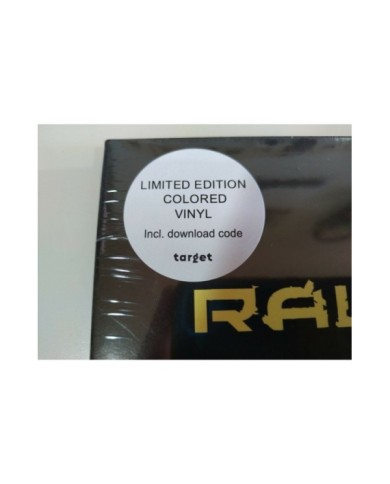 LIMITED EDITION
COLORED
VINYL
Incl. download code
target